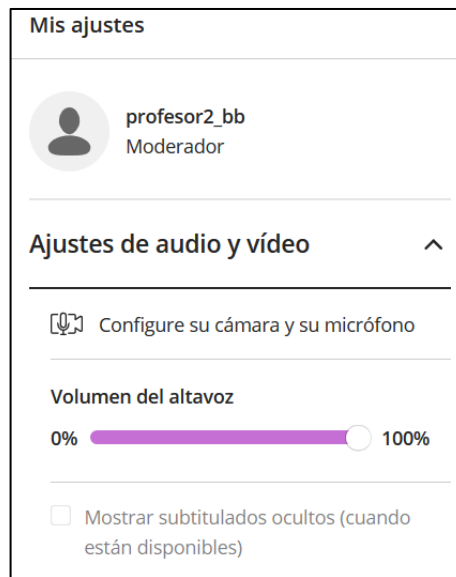 Mis ajustes
profesor2_bb
Moderador
Ajustes de audio y vídeo
Configure su cámara y su micrófono
Volumen del altavoz
0% 100%
Mostrar subtitulados ocultos (cuando
están disponibles)